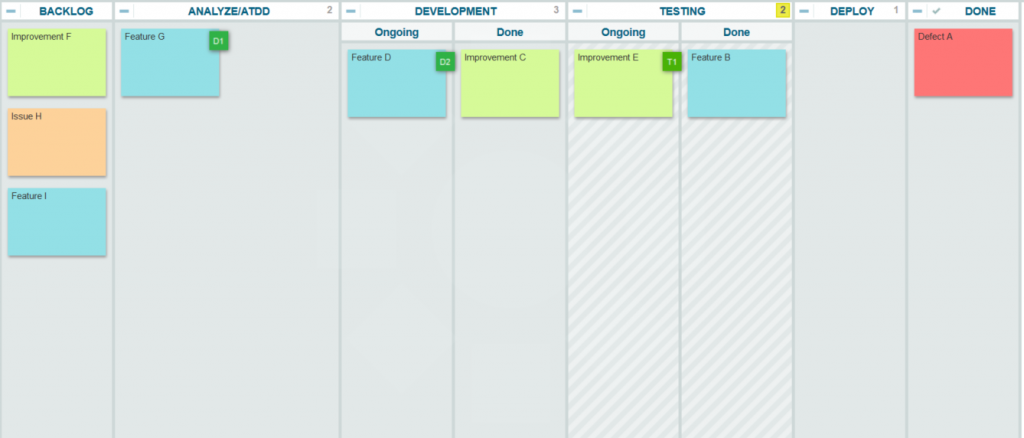 BACKLOG
ANALYZE/ATDD 2
DEVELOPMENT 3
TESTING 2
DEPLOY 1
DONE
Ongoing
Done
Ongoing
Done
Improvement F
Feature G
D1
Feature D
D2
Improvement C
Improvement E
T1
Feature B
Defect A
Issue H
Feature I